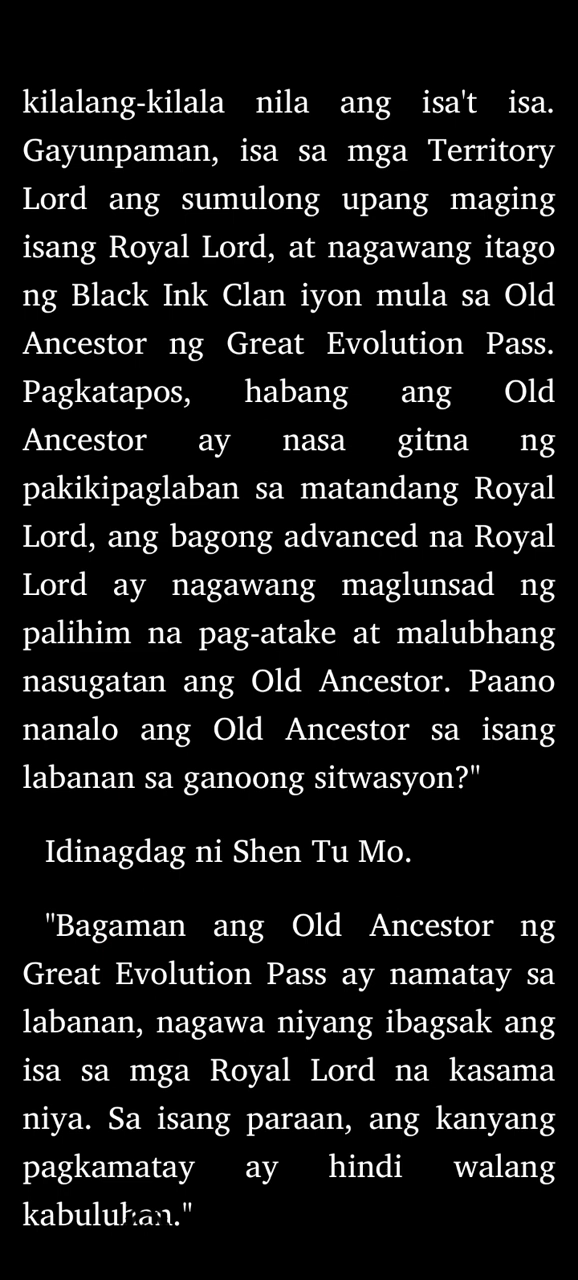 kilalang-kilala nila ang isa't isa.
Gayunpaman, isa sa mga Territory
Lord ang sumulong upang maging
isang Royal Lord, at nagawang itago
ng Black Ink Clan iyon mula sa Old
Ancestor ng Great Evolution Pass.
Pagkatapos, habang ang Old
Ancestor ay nasa gitna ng
pakikipaglaban sa matandang Royal
Lord, ang bagong advanced na Royal
Lord ay nagawang maglunsad ng
palihim na pag-atake at malubhang
nasugatan ang Old Ancestor. Paano
nanalo ang Old Ancestor sa isang
labanan sa ganoong sitwasyon?"
Idinagdag ni Shen Tu Mo.
"Bagaman ang Old Ancestor ng
Great Evolution Pass ay namatay sa
labanan, nagawa niyang ibagsak ang
isa sa mga Royal Lord na kasama
niya. Sa isang paraan, ang kanyang
pagkamatay ay hindi walang
kabuluhan."